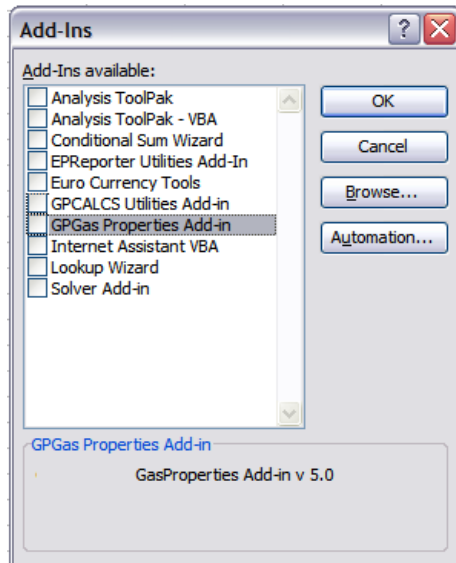 Add-Ins
Add-Ins available:
Analysis ToolPak
Analysis ToolPak - VBA
Conditional Sum Wizard
EPReporter Utilities Add-In
Euro Currency Tools
GPCALCS Utilities Add-in
GPGas Properties Add-in
Internet Assistant VBA
Lookup Wizard
Solver Add-in
OK
Cancel
Browse...
Automation...
GPGas Properties Add-in
GasProperties Add-in v 5.0